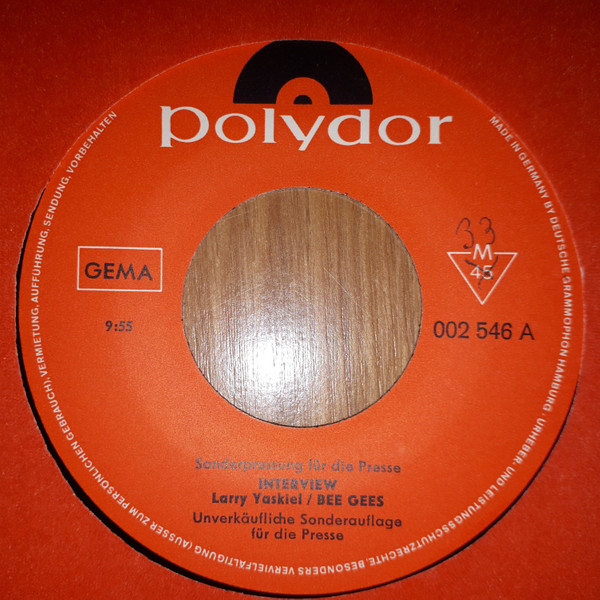 polydor
33
M
45
GEMA
9:55
002 546 A
Sonderpressung für die Presse
INTERVIEW
Larry Yaskiel / BEE GEES
Unverkäufliche Sonderauflage
für die Presse
MADE IN GERMANY BY DEUTSCHE GRAMMOPHON HAMBURG · URHEBER- UND LEISTUNGSSCHUTZRECHTE, BESONDERS VERVIELFÄLTIGUNG (AUSSER ZUM PERSÖNLICHEN GEBRAUCH), VERMIETUNG, AUFFÜHRUNG, SENDUNG, VORBEHALTEN